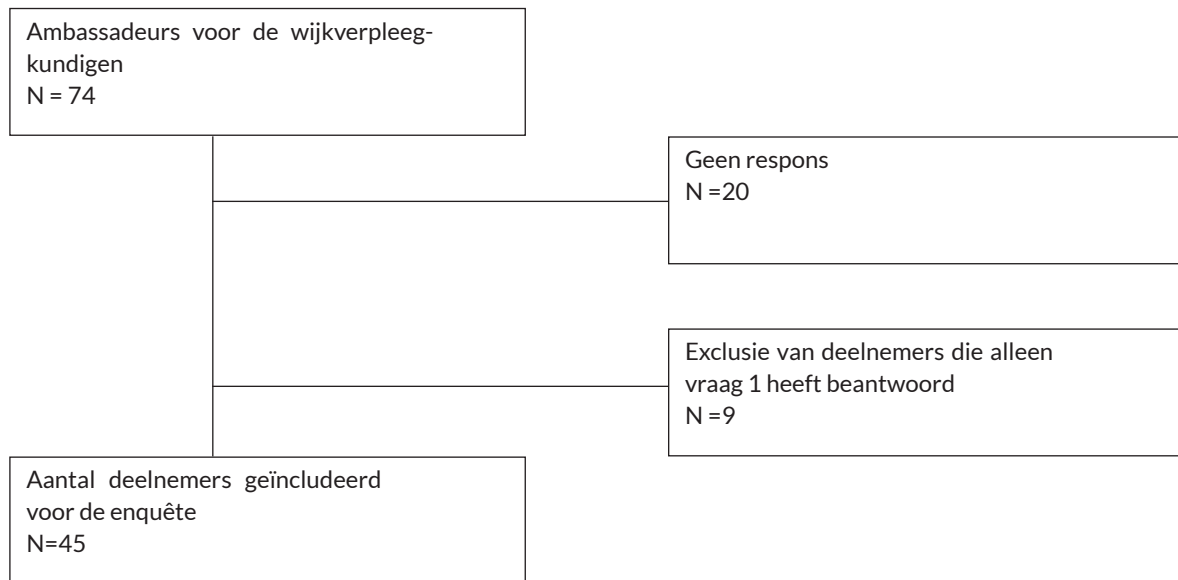 Ambassadeurs voor de wijkverpleeg-
kundigen
N = 74
Geen respons
N =20
Exclusie van deelnemers die alleen
vraag 1 heeft beantwoord
N =9
Aantal deelnemers geïncludeerd
voor de enquête
N=45